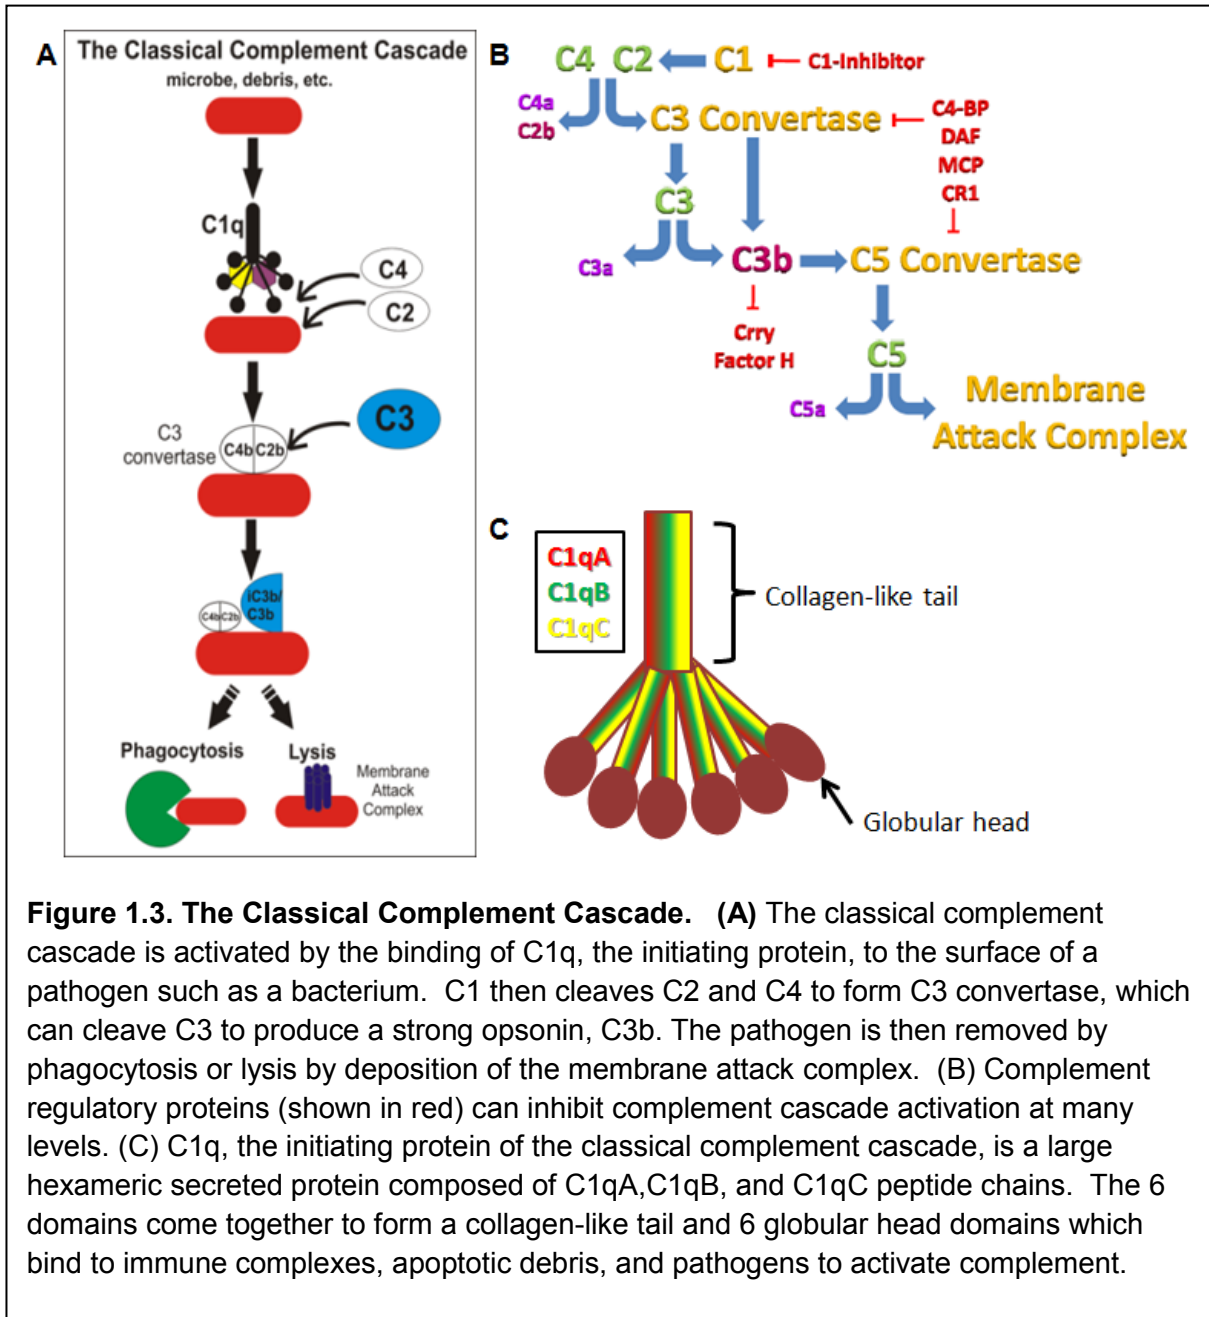 A
The Classical Complement Cascade
microbe, debris, etc.
C1q
C4
C2
C3
C3
convertase
C4b C2b
C4b C2b
iC3b/
C3b
Phagocytosis
Lysis
Membrane
Attack
Complex
B
C4 C2 C1 C1-Inhibitor
C4a
C2b
C3 Convertase
C4-BP
DAF
MCP
CR1
C3
C3a
C3b
C5 Convertase
Crry
Factor H
C5
C5a
Membrane
Attack Complex
C
C1qA
C1qB
C1qC
Collagen-like tail
Globular head
Figure 1.3. The Classical Complement Cascade. (A) The classical complement
cascade is activated by the binding of C1q, the initiating protein, to the surface of a
pathogen such as a bacterium. C1 then cleaves C2 and C4 to form C3 convertase, which
can cleave C3 to produce a strong opsonin, C3b. The pathogen is then removed by
phagocytosis or lysis by deposition of the membrane attack complex. (B) Complement
regulatory proteins (shown in red) can inhibit complement cascade activation at many
levels. (C) C1q, the initiating protein of the classical complement cascade, is a large
hexameric secreted protein composed of C1qA,C1qB, and C1qC peptide chains. The 6
domains come together to form a collagen-like tail and 6 globular head domains which
bind to immune complexes, apoptotic debris, and pathogens to activate complement.